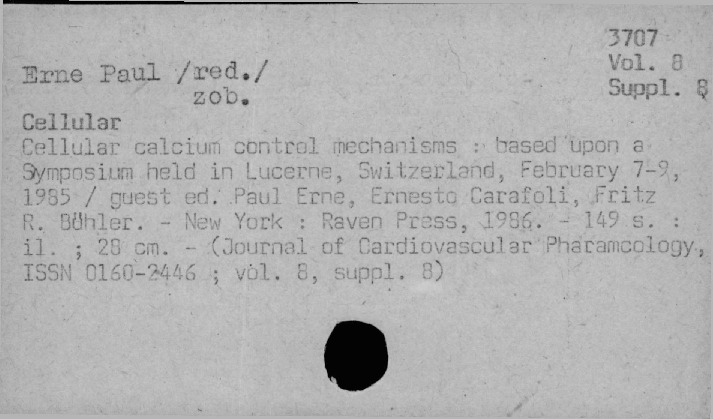 3707
Vol. 8
Suppl. 8
Erne Paul /red./
zob.
Cellular
Cellular calcium control mechanisms : based upon a
Symposium held in Lucerne, Switzerland, February 7-9,
1985 / guest ed. Paul Erne, Ernesto Carafoli, Fritz
R. Bühler. - New York : Raven Press, 1986. - 149 s. :
il. ; 28 cm. - (Journal of Cardiovascular Pharamcology,
ISSN 0160-2446 ; vol. 8, suppl. 8)